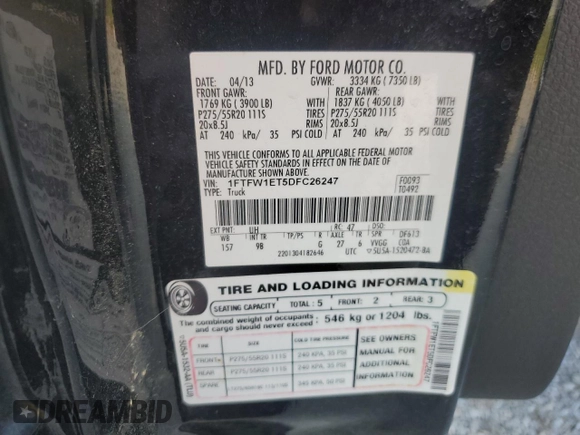 MFD. BY FORD MOTOR CO.
DATE: 04/13 GVWR: 3334 KG ( 7350 LB)
FRONT GAWR: REAR GAWR:
1769 KG ( 3900 LB) 1837 KG ( 4050 LB)
P275/55R20 111S TIRES P275/55R20 111S TIRES
20x8.5J RIMS 20x8.5J RIMS
AT 240 kPa/ 35 PSI COLD AT 240 kPa/ 35 PSI COLD
THIS VEHICLE CONFORMS TO ALL APPLICABLE FEDERAL MOTOR
VEHICLE SAFETY STANDARDS IN EFFECT ON THE DATE OF
MANUFACTURE SHOWN ABOVE.
VIN: 1FTFW1ET5DFC26247 F0093
TYPE: Truck T0492
EXT PNT: UH RC: 47 DSO:
WB INT TR TP/PS R AXLE TR SPR DF613
157 9B G 27 6 VVGG COA
2201304182646 UTC 5U5A-1520472-BA
TIRE AND LOADING INFORMATION
SEATING CAPACITY TOTAL: 5 FRONT: 2 REAR: 3
The combined weight of occupants
and cargo should never exceed: 546 kg or 1204 lbs.
TIRE SIZE COLD TIRE PRESSURE SEE OWNERS
FRONT P275/55R20 111S 240 KPA, 35 PSI MANUAL FOR
REAR P275/55R20 111S 240 KPA, 35 PSI ADDITIONAL
SPARE INFORMATION
1FTFW1ET5DFC26247
DREAMBID